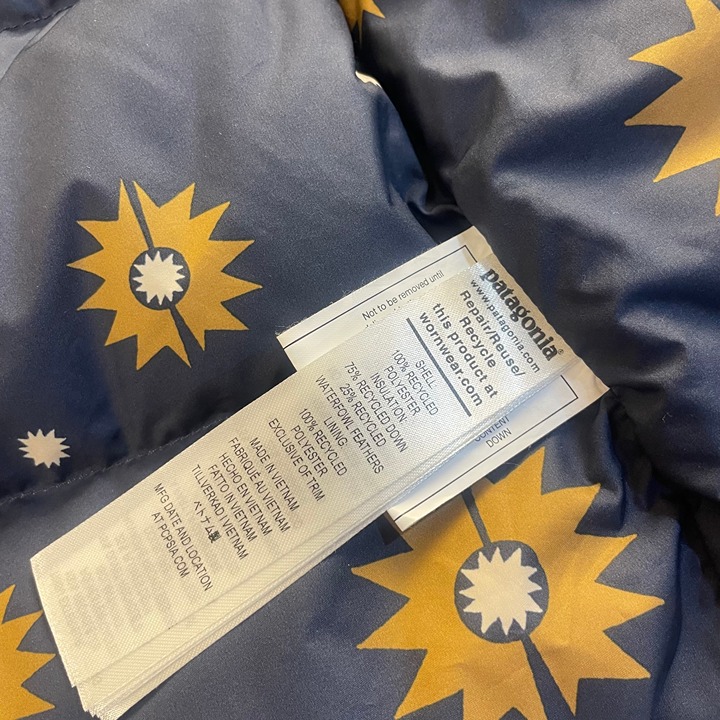 Not to be removed until
patagonia®
www.patagonia.com
Repair/Reuse/
Recycle
this product at
wornwear.com
SHELL:
100% RECYCLED
POLYESTER
INSULATION:
75% RECYCLED DOWN
25% RECYCLED
WATERFOWL FEATHERS
LINING:
100% RECYCLED
POLYESTER
EXCLUSIVE OF TRIM
MADE IN VIETNAM
FABRIQUÉ AU VIETNAM
HECHO EN VIETNAM
FATTO IN VIETNAM
TILLVERKAD I VIETNAM
ベトナム製
MFG DATE AND LOCATION
AT PCPSIA.COM
CONTENT
DOWN